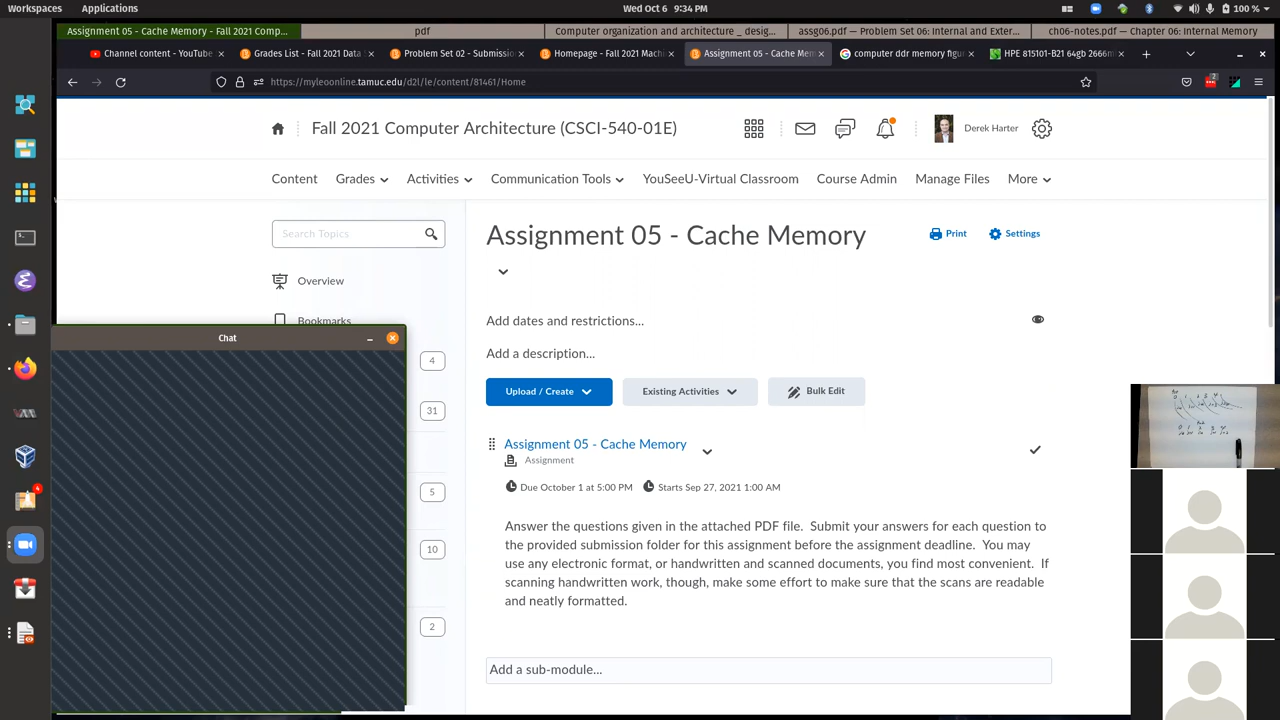 Workspaces Applications Wed Oct 6 9:34 PM 100 %
Assignment 05 - Cache Memory - Fall 2021 Comp... pdf Computer organization and architecture _ desig... assg06.pdf — Problem Set 06: Internal and Exter... ch06-notes.pdf — Chapter 06: Internal Memory
Channel content - YouTube Grades List - Fall 2021 Data Problem Set 02 - Submissio Homepage - Fall 2021 Machi Assignment 05 - Cache Mem computer ddr memory figu HPE 815101-B21 64gb 2666m
https://myleoonline.tamuc.edu/d2l/le/content/81461/Home 2
Fall 2021 Computer Architecture (CSCI-540-01E) Derek Harter
Content Grades Activities Communication Tools YouSeeU-Virtual Classroom Course Admin Manage Files More
Search Topics
Assignment 05 - Cache Memory
Print Settings
Overview
Bookmarks
Add dates and restrictions...
Chat
Add a description...
4
Upload / Create Existing Activities Bulk Edit
31
Assignment 05 - Cache Memory
Assignment
Due October 1 at 5:00 PM Starts Sep 27, 2021 1:00 AM
5
4
Answer the questions given in the attached PDF file. Submit your answers for each question to
the provided submission folder for this assignment before the assignment deadline. You may
10
use any electronic format, or handwritten and scanned documents, you find most convenient. If
scanning handwritten work, though, make some effort to make sure that the scans are readable
and neatly formatted.
2
Add a sub-module...